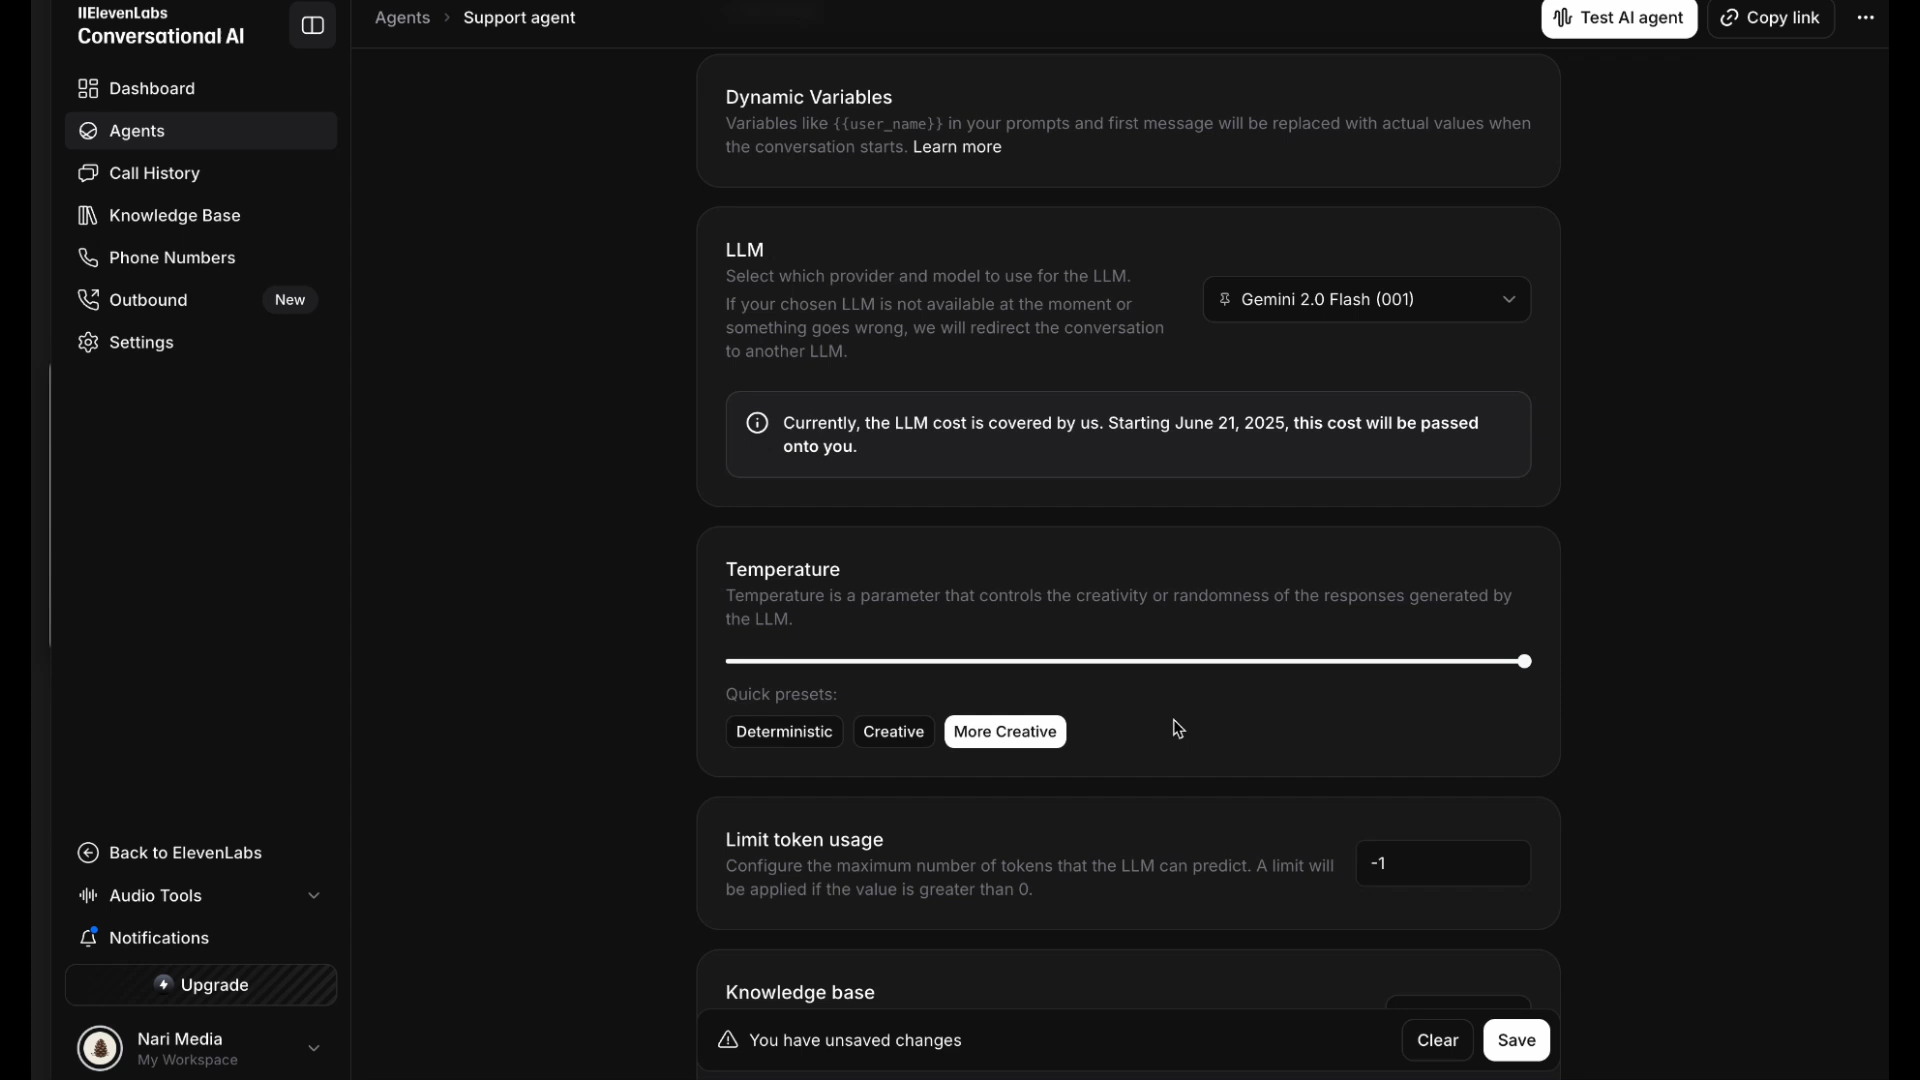 IIElevenLabs
Conversational AI
Dashboard
Agents
Call History
Knowledge Base
Phone Numbers
Outbound New
Settings
Back to ElevenLabs
Audio Tools
Notifications
Upgrade
Nari Media
My Workspace
Agents > Support agent
Test AI agent
Copy link
Dynamic Variables
Variables like {{user_name}} in your prompts and first message will be replaced with actual values when
the conversation starts. Learn more
LLM
Select which provider and model to use for the LLM.
If your chosen LLM is not available at the moment or
something goes wrong, we will redirect the conversation
to another LLM.
Gemini 2.0 Flash (001)
Currently, the LLM cost is covered by us. Starting June 21, 2025, this cost will be passed
onto you.
Temperature
Temperature is a parameter that controls the creativity or randomness of the responses generated by
the LLM.
Quick presets:
Deterministic Creative More Creative
Limit token usage
Configure the maximum number of tokens that the LLM can predict. A limit will
be applied if the value is greater than 0.
-1
Knowledge base
You have unsaved changes
Clear
Save